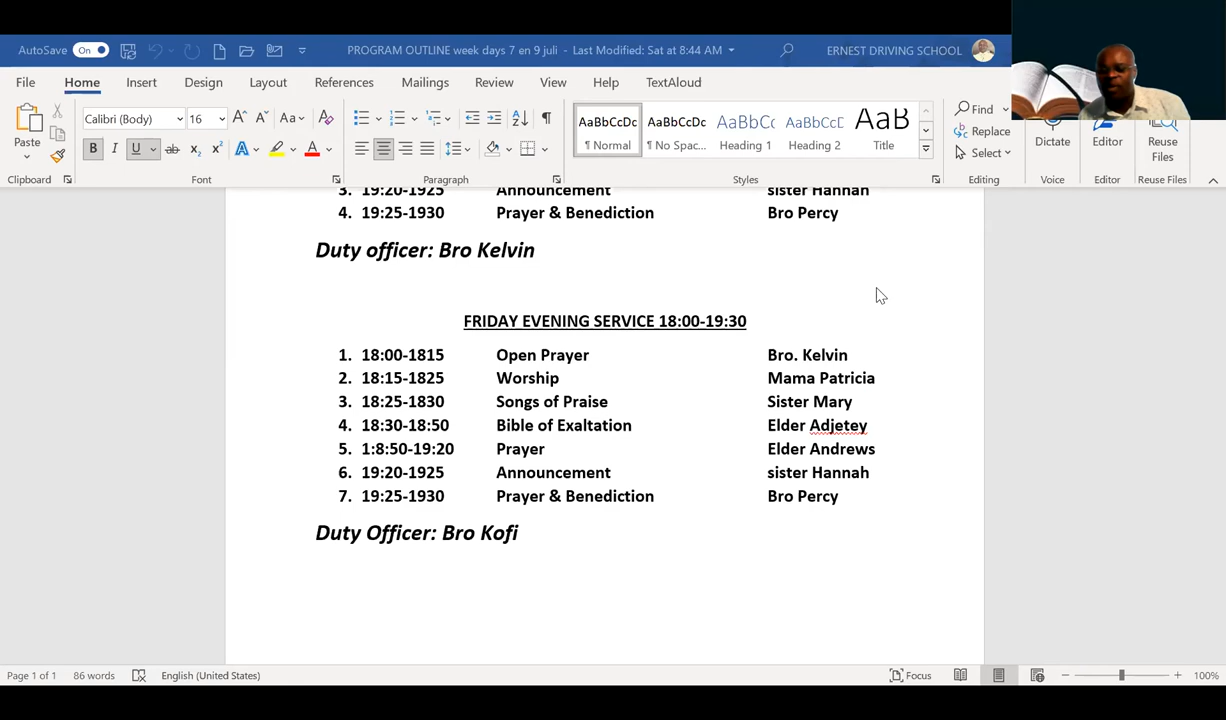 AutoSave On PROGRAM OUTLINE week days 7 en 9 juli - Last Modified: Sat at 8:44 AM ERNEST DRIVING SCHOOL
File Home Insert Design Layout References Mailings Review View Help TextAloud
Paste
Clipboard
Calibri (Body) 16
Font
Paragraph
AaBbCcDc AaBbCcDc AaBbCc AaBbCcD AaB
¶ Normal ¶ No Spac... Heading 1 Heading 2 Title
Styles
Find
Replace
Select
Editing
Dictate
Voice
Editor
Editor
Reuse
Files
Reuse Files
3. 19:20-1925 Announcement sister Hannah
4. 19:25-1930 Prayer & Benediction Bro Percy
Duty officer: Bro Kelvin
FRIDAY EVENING SERVICE 18:00-19:30
1. 18:00-1815 Open Prayer Bro. Kelvin
2. 18:15-1825 Worship Mama Patricia
3. 18:25-1830 Songs of Praise Sister Mary
4. 18:30-18:50 Bible of Exaltation Elder Adjetey
5. 1:8:50-19:20 Prayer Elder Andrews
6. 19:20-1925 Announcement sister Hannah
7. 19:25-1930 Prayer & Benediction Bro Percy
Duty Officer: Bro Kofi
Page 1 of 1 86 words English (United States) Focus 100%